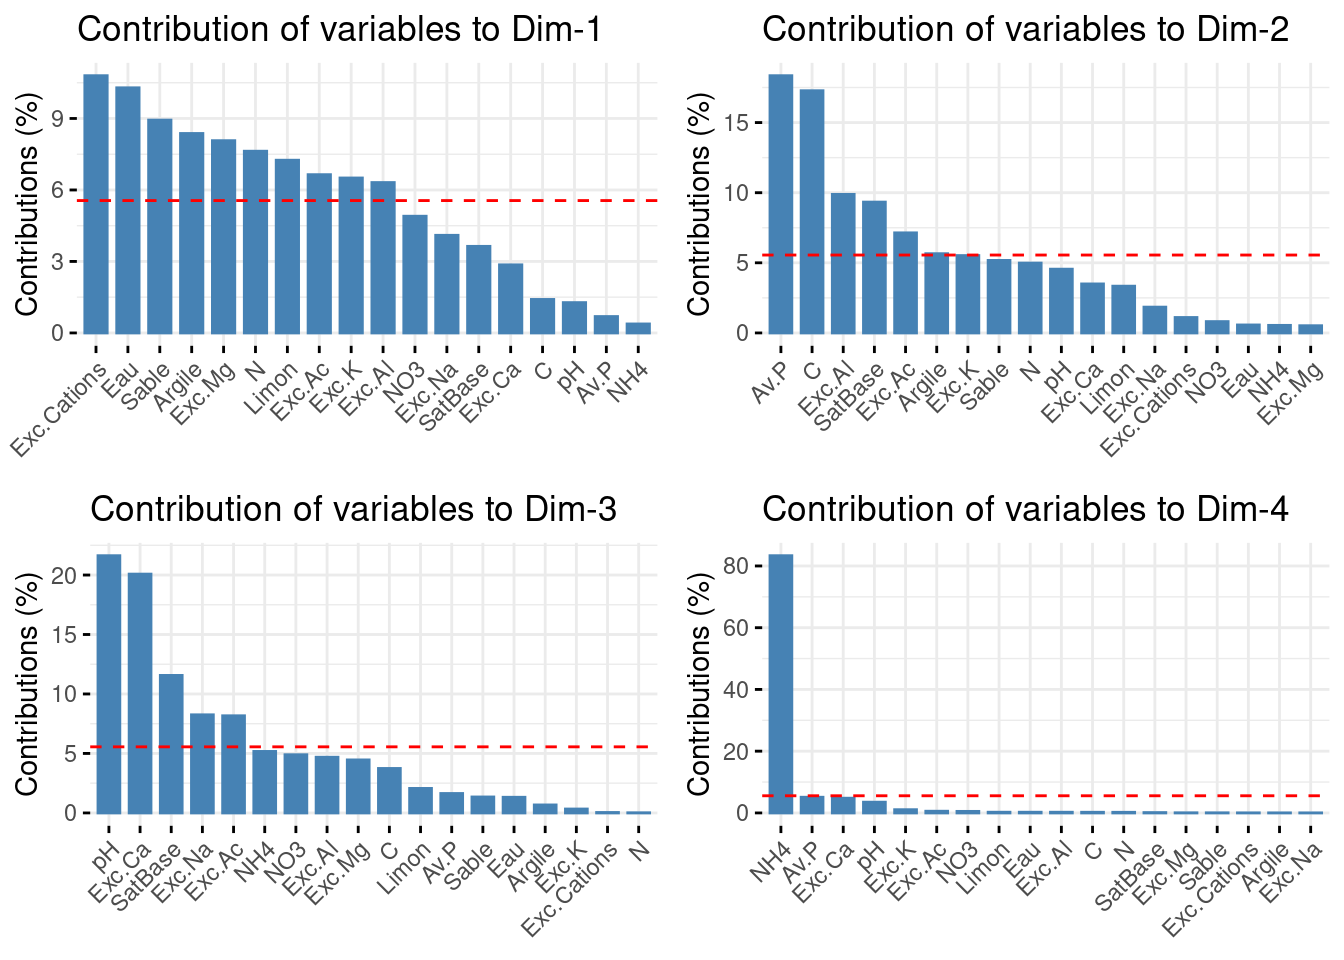 Contribution of variables to Dim-1
Contributions (%)
9
6
3
0
Exc.Cations
Eau
Sable
Argile
Exc.Mg
N
Limon
Exc.Ac
Exc.K
Exc.Al
NO3
Exc.Na
SatBase
Exc.Ca
C
pH
Av.P
NH4
Contribution of variables to Dim-2
Contributions (%)
15
10
5
0
Av.P
C
Exc.Al
SatBase
Exc.Ac
Argile
Exc.K
Sable
N
pH
Exc.Ca
Limon
Exc.Na
Exc.Cations
NO3
Eau
NH4
Exc.Mg
Contribution of variables to Dim-3
Contributions (%)
20
15
10
5
0
pH
Exc.Ca
SatBase
Exc.Na
Exc.Ac
NH4
NO3
Exc.Al
Exc.Mg
C
Limon
Av.P
Sable
Eau
Argile
Exc.K
Exc.Cations
N
Contribution of variables to Dim-4
Contributions (%)
80
60
40
20
0
NH4
Av.P
Exc.Ca
pH
Exc.K
Exc.Ac
NO3
Limon
Eau
Exc.Al
C
N
SatBase
Exc.Mg
Sable
Exc.Cations
Argile
Exc.Na